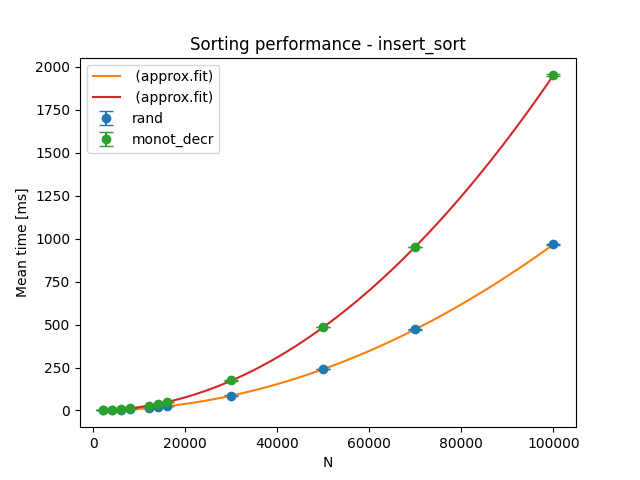 Sorting performance - insert_sort
(approx.fit)
(approx.fit)
rand
monot_decr
Mean time [ms]
2000
1750
1500
1250
1000
750
500
250
0
0
20000
40000
60000
80000
100000
N